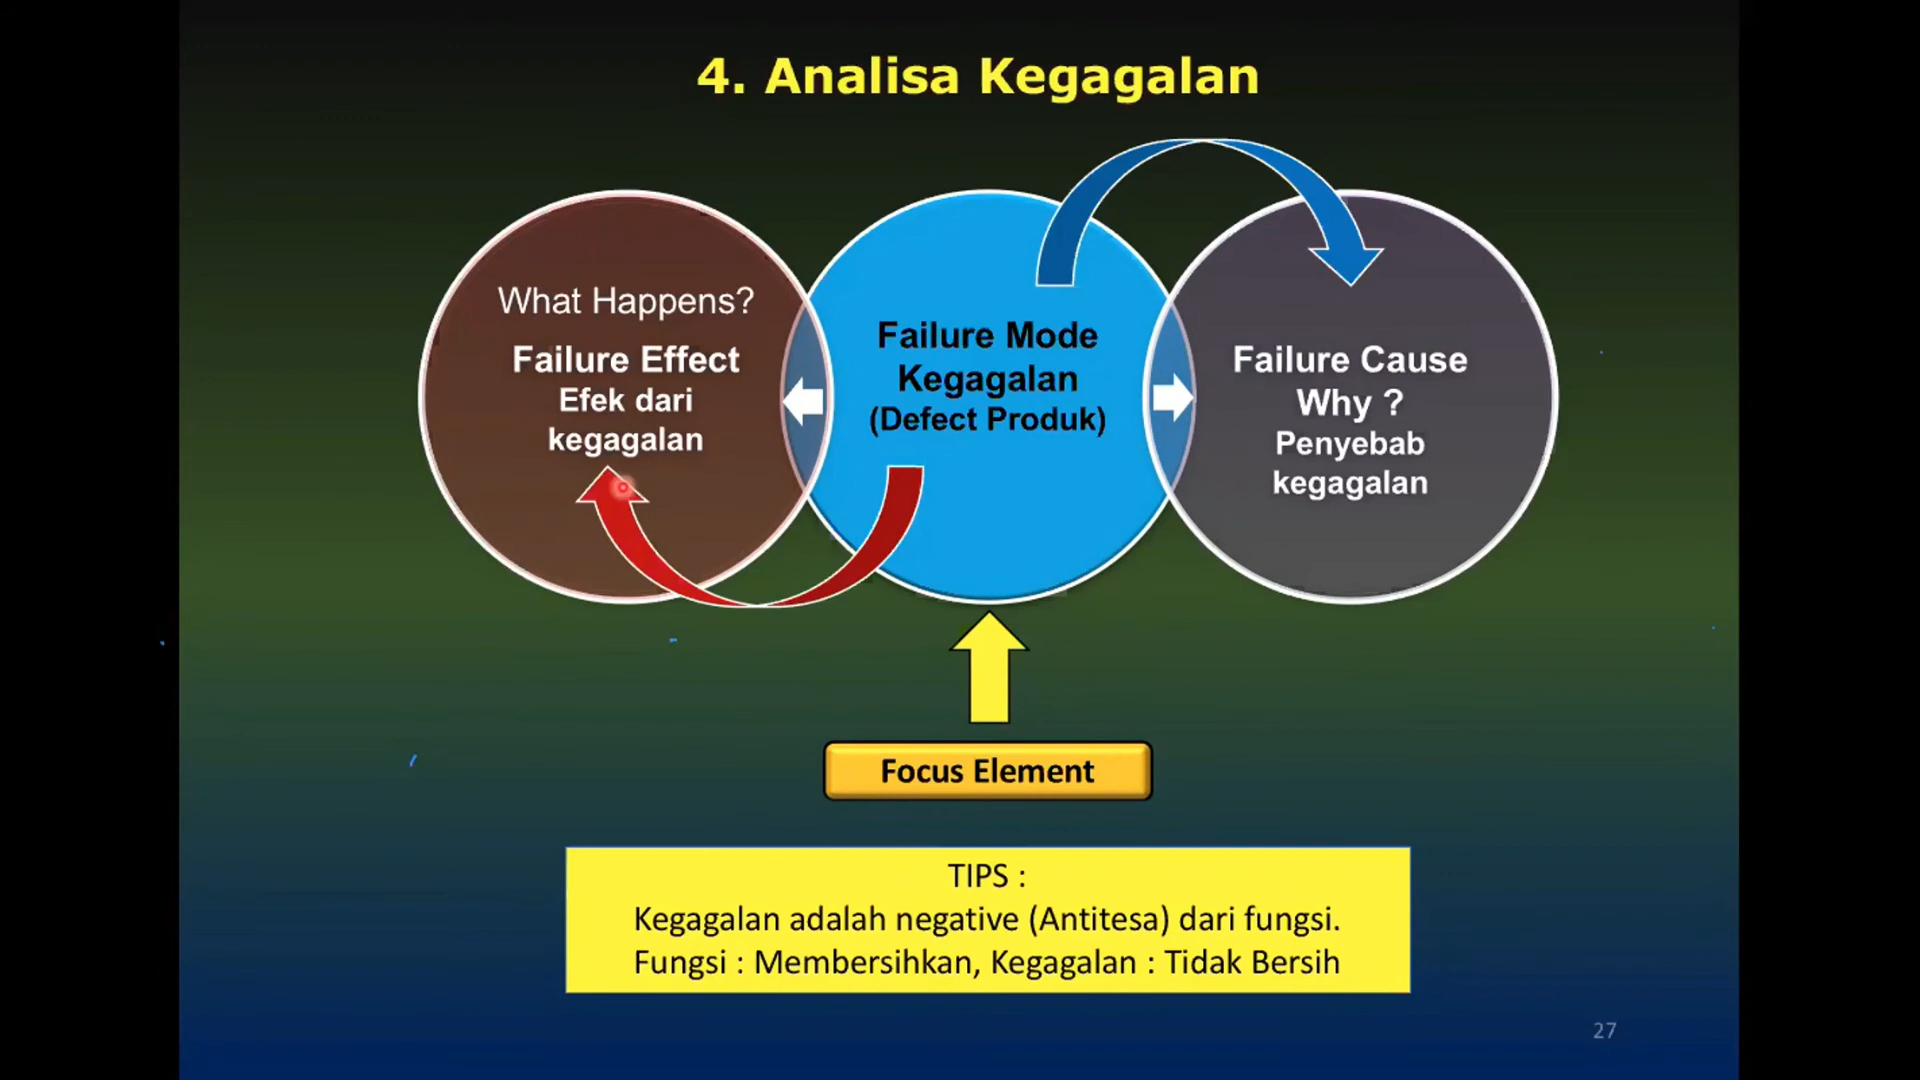 4. Analisa Kegagalan
What Happens?
Failure Effect
Efek dari
kegagalan
Failure Mode
Kegagalan
(Defect Produk)
Failure Cause
Why ?
Penyebab
kegagalan
Focus Element
TIPS :
Kegagalan adalah negative (Antitesa) dari fungsi.
Fungsi : Membersihkan, Kegagalan : Tidak Bersih
27